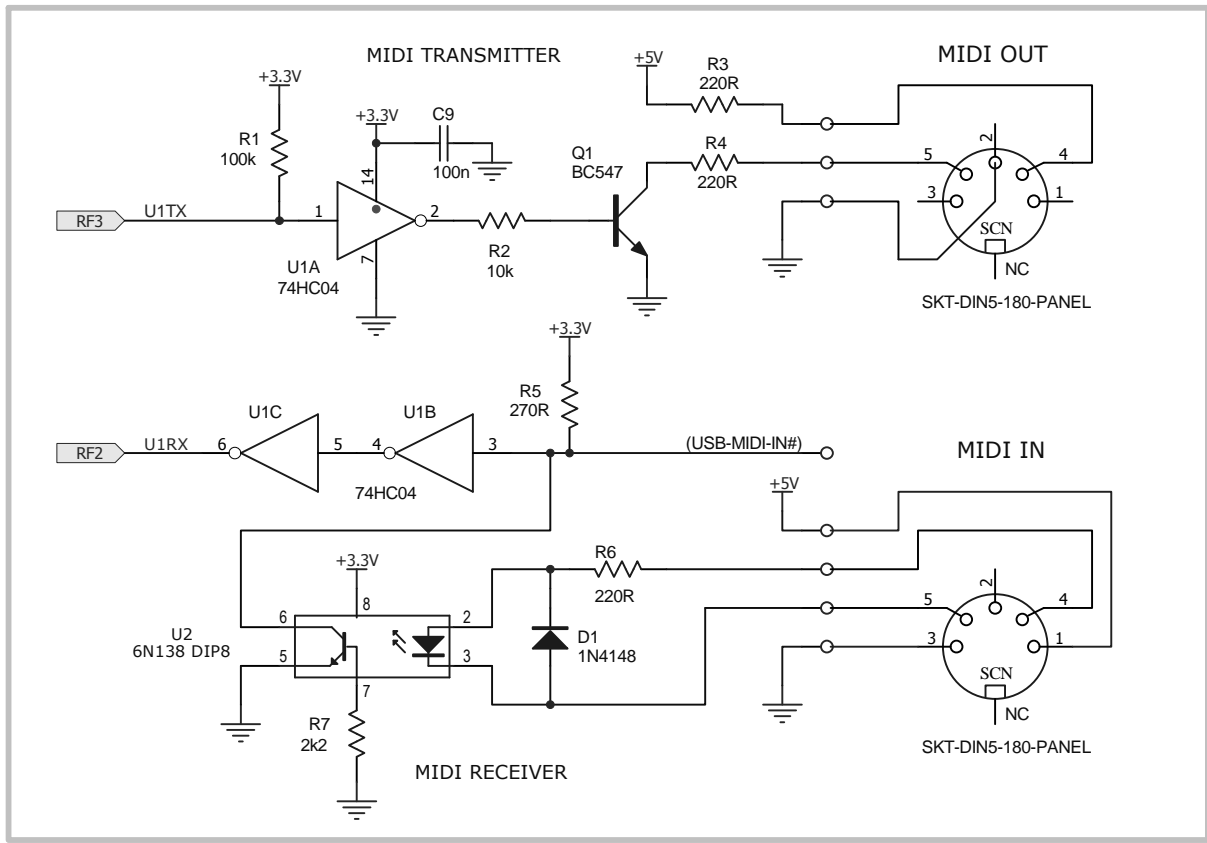 MIDI TRANSMITTER
MIDI OUT
+3.3V
+3.3V
C9
100n
+5V
R3
220R
R1
100k
14
Q1
BC547
R4
220R
2
5
4
3
1
SCN
NC
SKT-DIN5-180-PANEL
RF3
U1TX
1
2
R2
10k
7
U1A
74HC04
+3.3V
R5
270R
U1C
U1B
RF2
U1RX
6
5
4
3
74HC04
(USB-MIDI-IN#)
MIDI IN
+5V
+3.3V
R6
220R
2
5
4
3
1
SCN
NC
SKT-DIN5-180-PANEL
8
6
2
U2
6N138 DIP8
5
3
7
D1
1N4148
R7
2k2
MIDI RECEIVER